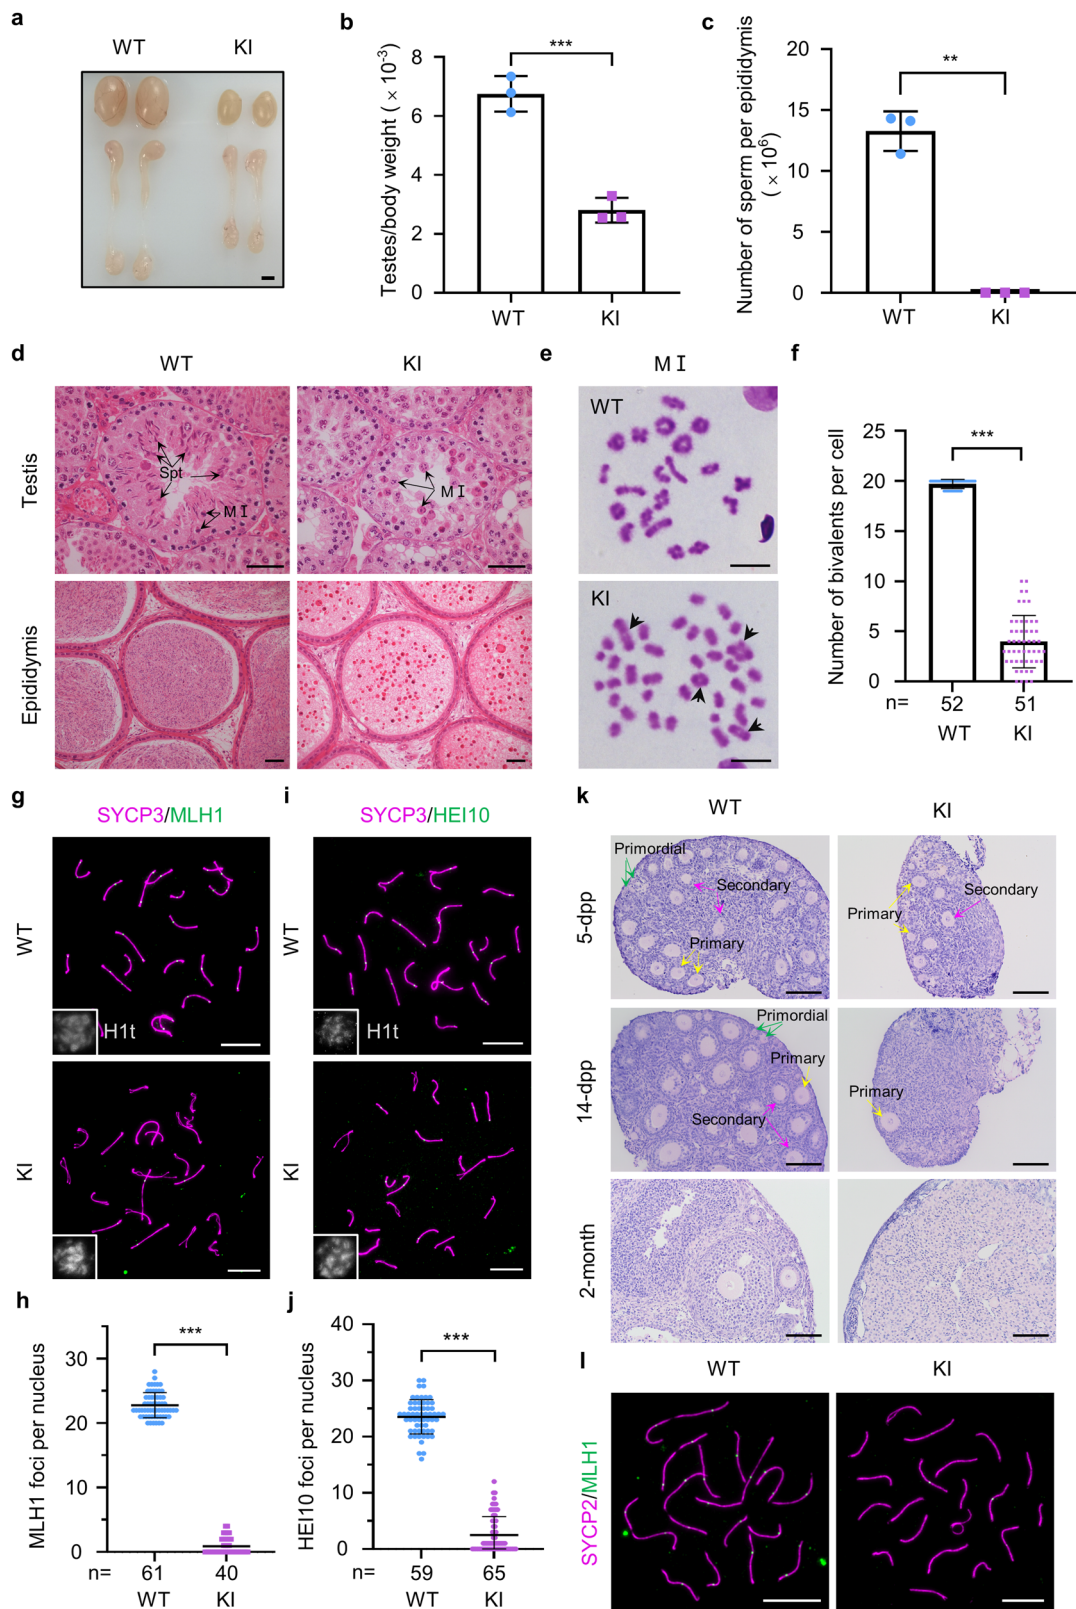 a
WT
KI
b
Testes/body weight ( × 10⁻³)
8
6
4
2
0
***
WT
KI
c
Number of sperm per epididymis
( × 10⁶)
20
15
10
5
0
**
WT
KI
d
WT
KI
Testis
Spt
M I
M I
Epididymis
e
M I
WT
KI
f
Number of bivalents per cell
25
20
15
10
5
0
***
n= 52 51
WT KI
g
SYCP3/MLH1
WT
H1t
KI
i
SYCP3/HEI10
WT
H1t
KI
h
MLH1 foci per nucleus
30
20
10
0
***
n= 61 40
WT KI
j
HEI10 foci per nucleus
40
30
20
10
0
***
n= 59 65
WT KI
k
WT
KI
5-dpp
Primordial
Secondary
Primary
Primary
Secondary
14-dpp
Primordial
Primary
Secondary
Primary
2-month
l
WT
KI
SYCP2/MLH1